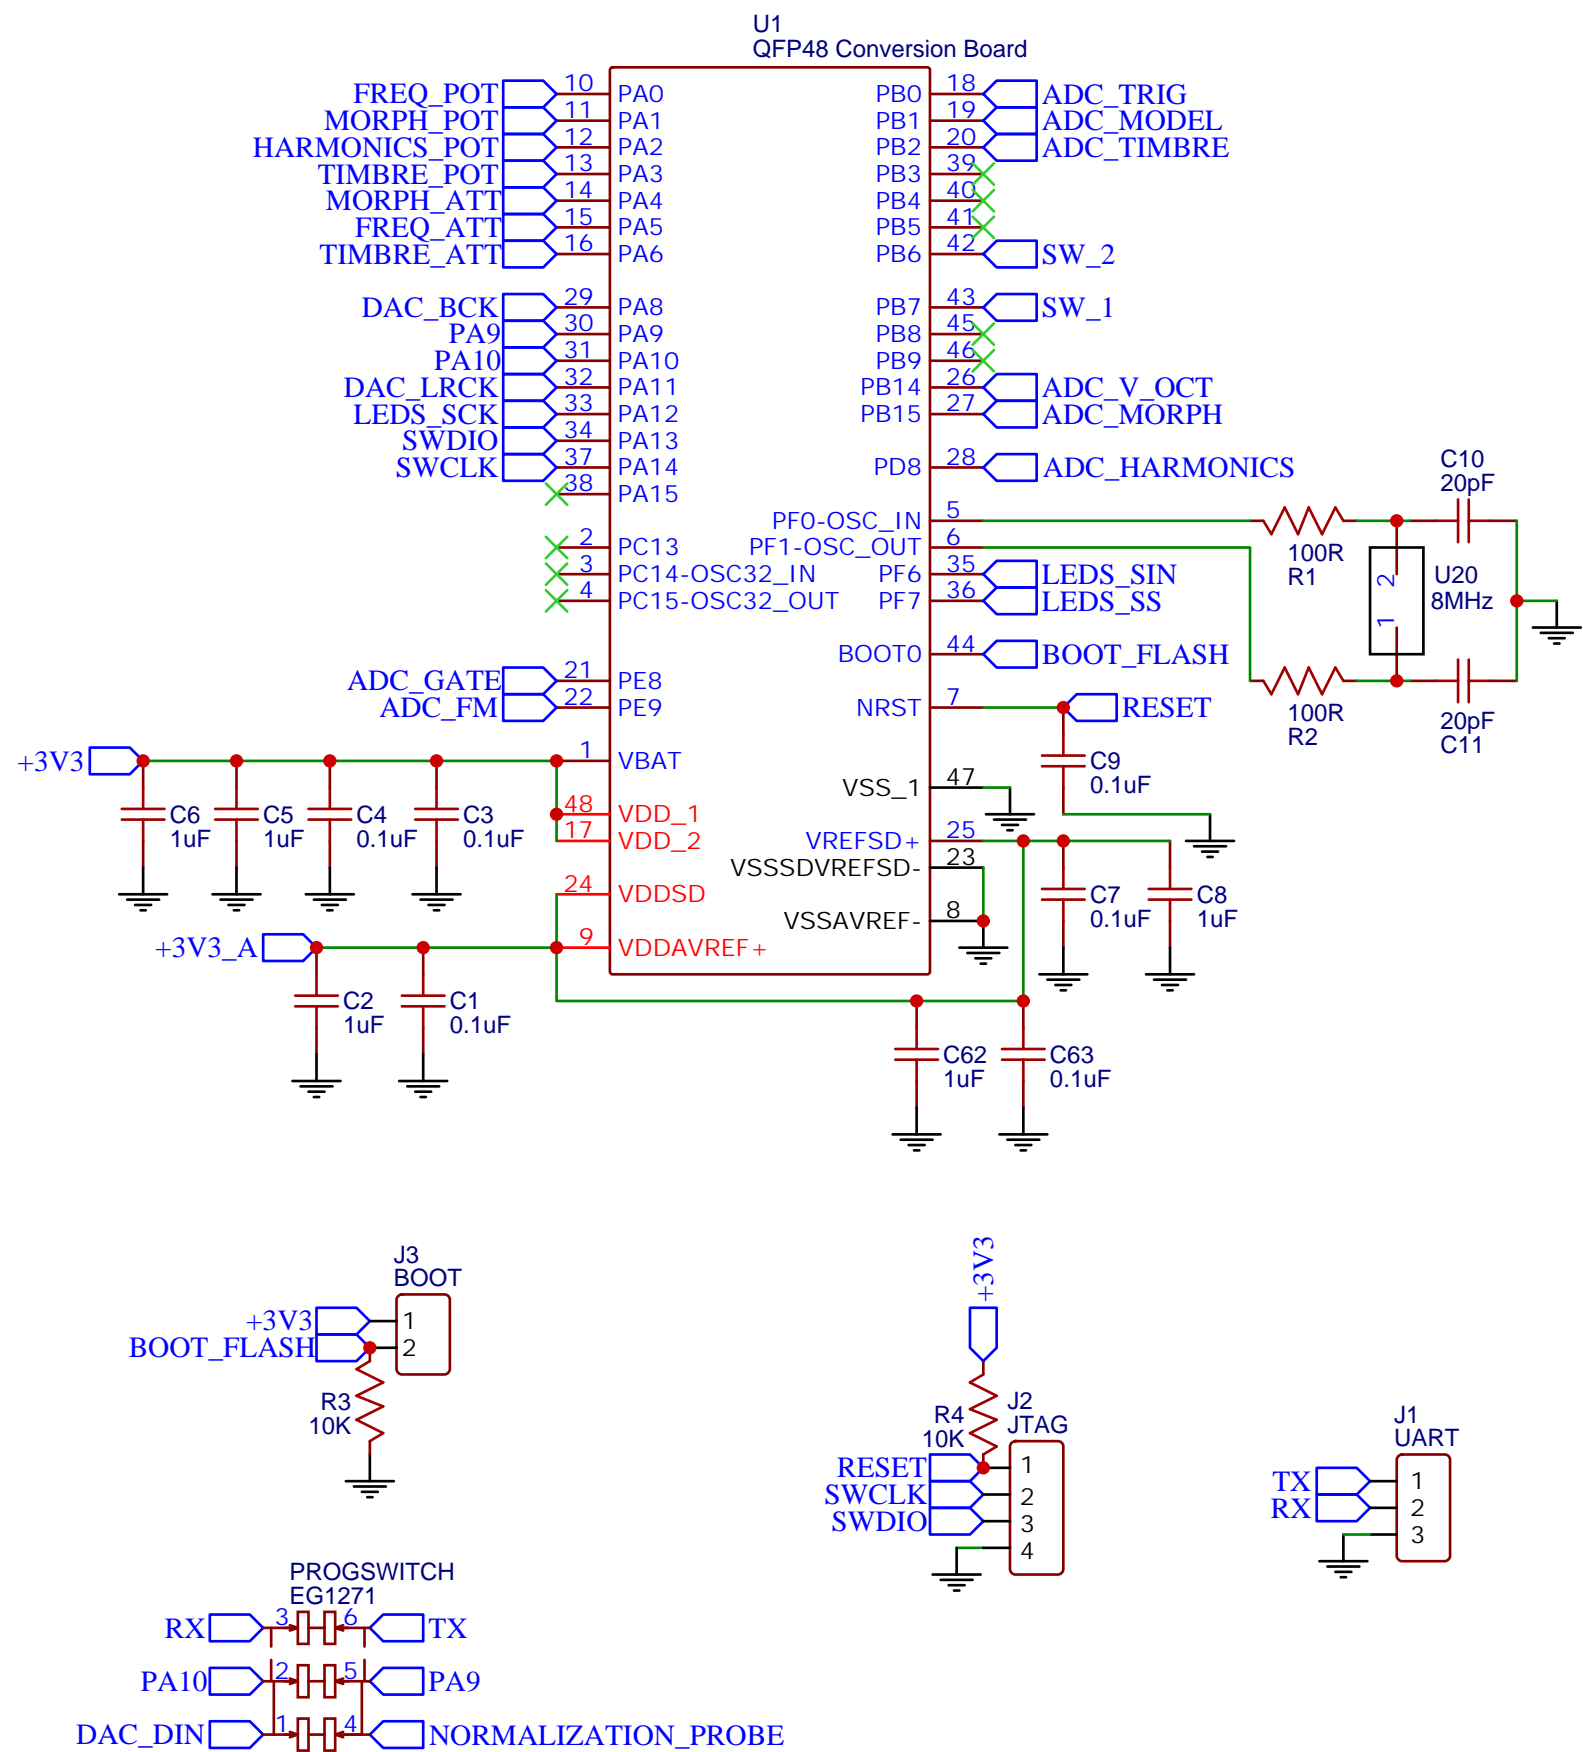 U1
QFP48 Conversion Board
FREQ_POT 10 PA0 PB0 18 ADC_TRIG
MORPH_POT 11 PA1 PB1 19 ADC_MODEL
HARMONICS_POT 12 PA2 PB2 20 ADC_TIMBRE
TIMBRE_POT 13 PA3 PB3 39
MORPH_ATT 14 PA4 PB4 40
FREQ_ATT 15 PA5 PB5 41
TIMBRE_ATT 16 PA6 PB6 42 SW_2
DAC_BCK 29 PA8 PB7 43 SW_1
PA9 30 PA9 PB8 45
PA10 31 PA10 PB9 46
DAC_LRCK 32 PA11 PB14 26 ADC_V_OCT
LEDS_SCK 33 PA12 PB15 27 ADC_MORPH
SWDIO 34 PA13
SWCLK 37 PA14 PD8 28 ADC_HARMONICS
38 PA15
C10
20pF
PF0-OSC_IN 5
2 PC13 PF1-OSC_OUT 6
100R
R1
3 PC14-OSC32_IN PF6 35 LEDS_SIN
4 PC15-OSC32_OUT PF7 36 LEDS_SS
2
1
U20
8MHz
BOOT0 44 BOOT_FLASH
ADC_GATE 21 PE8
ADC_FM 22 PE9 NRST 7 RESET
100R
R2
20pF
C11
+3V3 1 VBAT
C9
0.1uF
VSS_1 47
C6
1uF
C5
1uF
C4
0.1uF
C3
0.1uF
48 VDD_1
17 VDD_2 VREFSD+ 25
VSSSDVREFSD- 23
24 VDDSD
C7
0.1uF
C8
1uF
VSSAVREF- 8
+3V3_A 9 VDDAVREF+
C2
1uF
C1
0.1uF
C62
1uF
C63
0.1uF
J3
BOOT
+3V3 1
BOOT_FLASH 2
R3
10K
+3V3
R4
10K
J2
JTAG
RESET 1
SWCLK 2
SWDIO 3
4
J1
UART
TX 1
RX 2
3
PROGSWITCH
EG1271
RX 3 6 TX
PA10 2 5 PA9
DAC_DIN 1 4 NORMALIZATION_PROBE